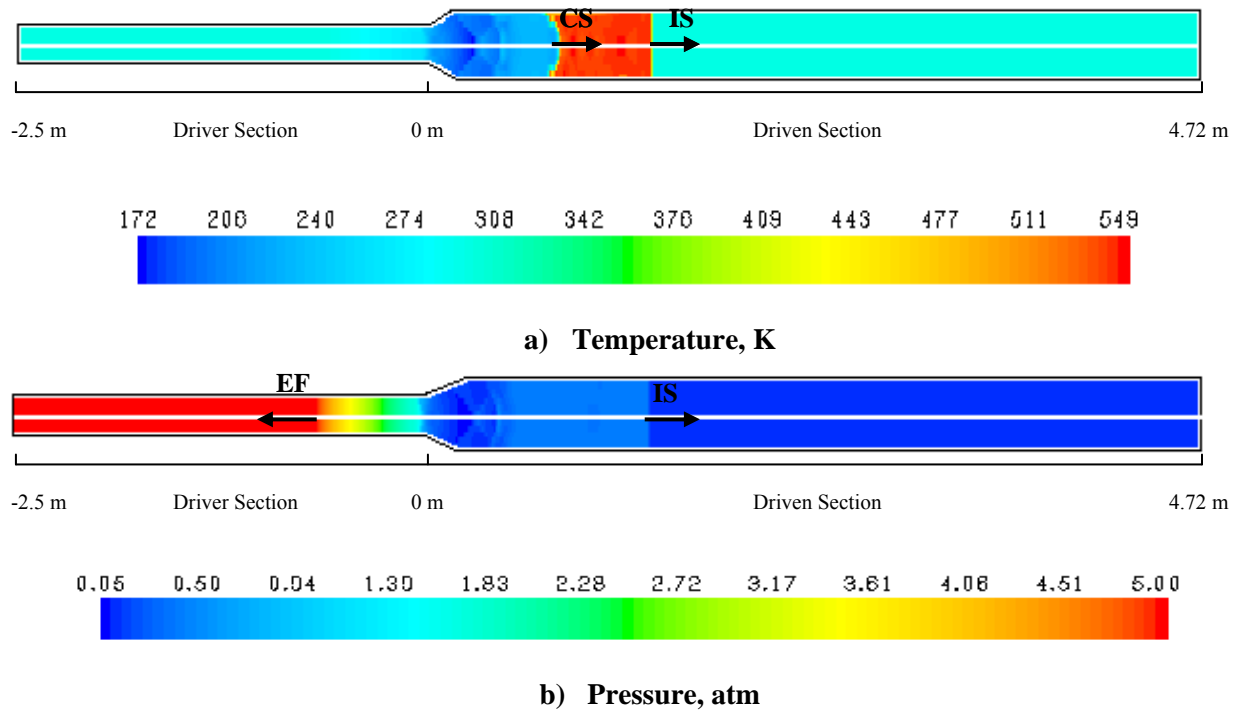 CS IS
-2.5 m Driver Section 0 m Driven Section 4.72 m
172 206 240 274 308 342 376 409 443 477 511 549
a) Temperature, K
EF IS
-2.5 m Driver Section 0 m Driven Section 4.72 m
0.05 0.50 0.94 1.39 1.83 2.28 2.72 3.17 3.61 4.06 4.51 5.00
b) Pressure, atm